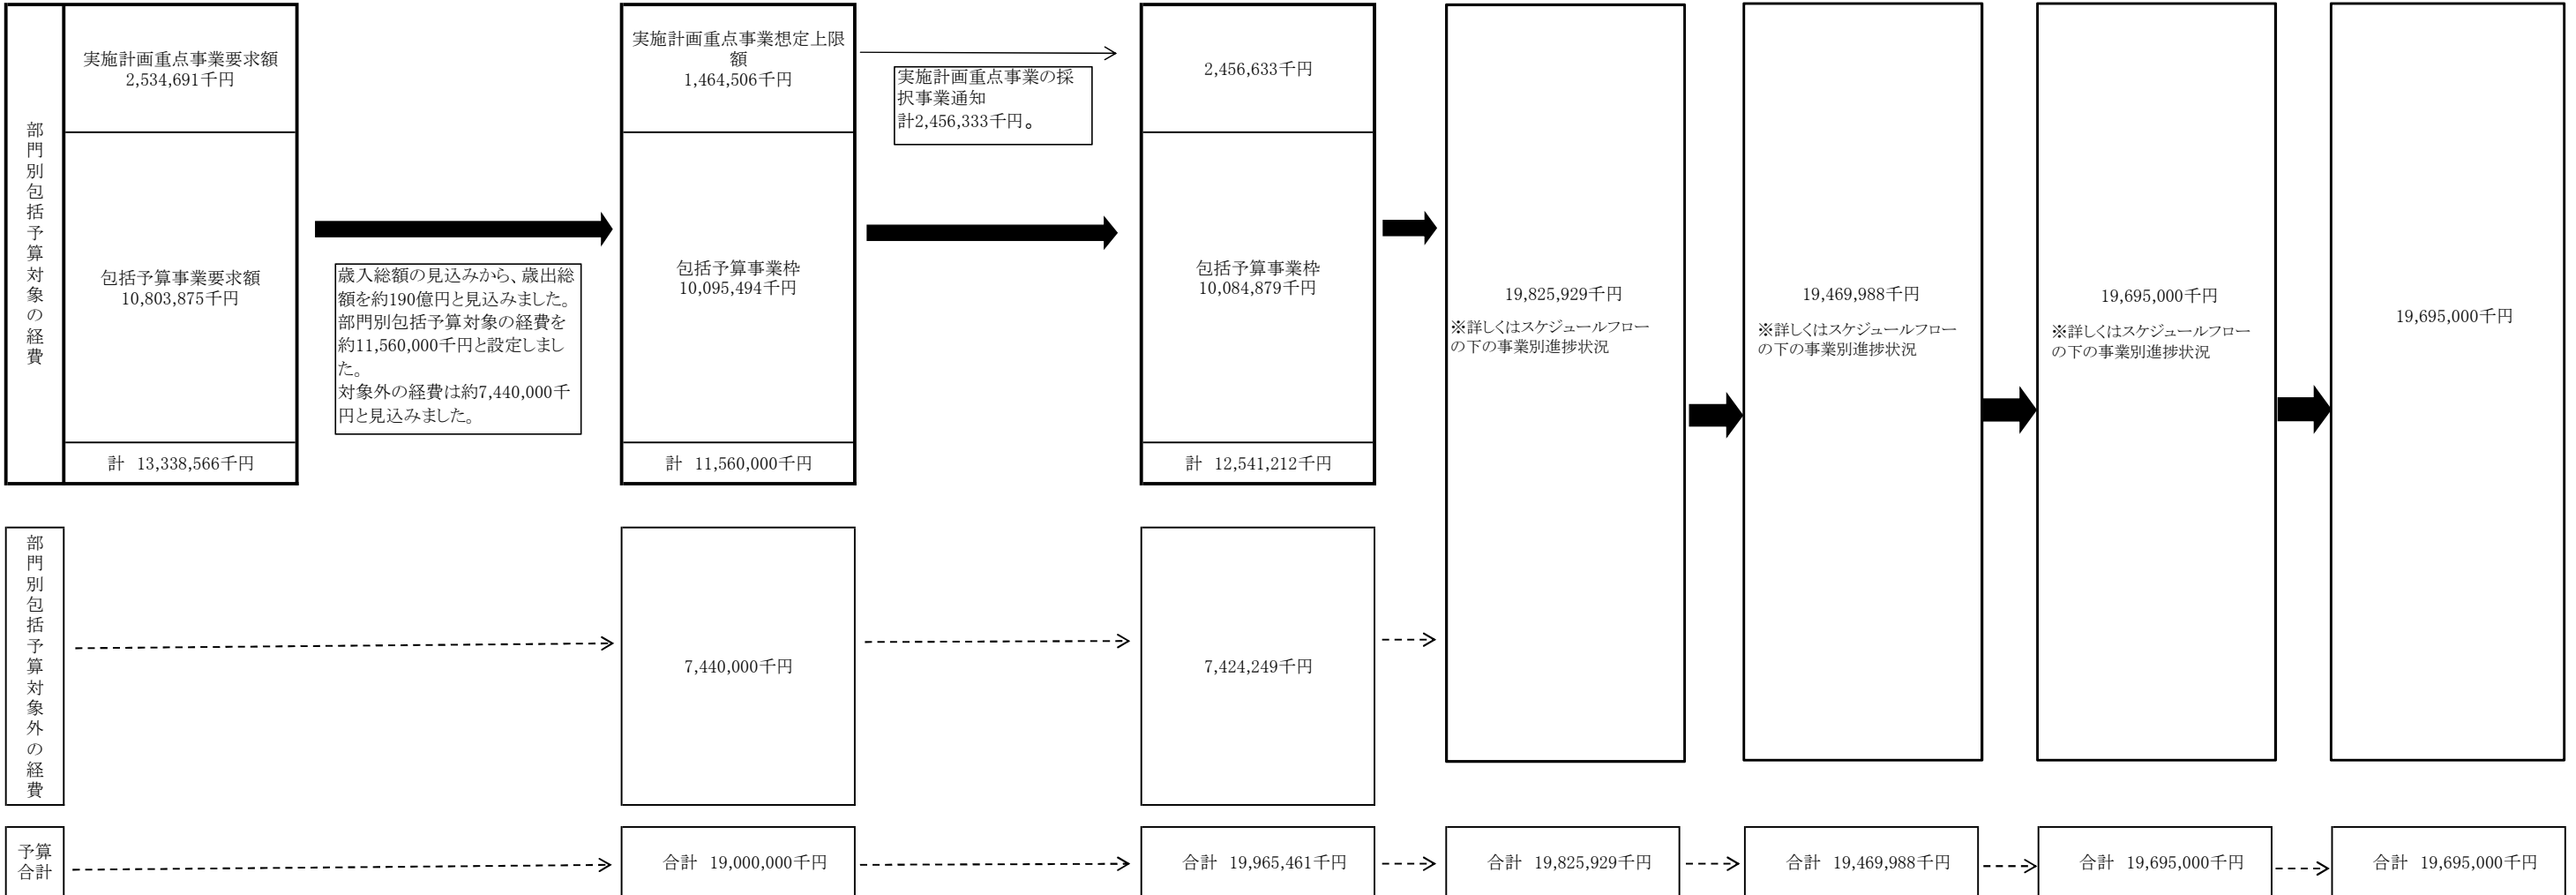 部門別包括予算対象の経費
実施計画重点事業要求額
2,534,691千円
包括予算事業要求額
10,803,875千円
計 13,338,566千円
歳入総額の見込みから、歳出総
額を約190億円と見込みました。
部門別包括予算対象の経費を
約11,560,000千円と設定しまし
た。
対象外の経費は約7,440,000千
円と見込みました。
実施計画重点事業想定上限
額
1,464,506千円
包括予算事業枠
10,095,494千円
計 11,560,000千円
実施計画重点事業の採
択事業通知
計2,456,333千円。
2,456,633千円
包括予算事業枠
10,084,879千円
計 12,541,212千円
19,825,929千円
※詳しくはスケジュールフロー
の下の事業別進捗状況
19,469,988千円
※詳しくはスケジュールフロー
の下の事業別進捗状況
19,695,000千円
※詳しくはスケジュールフロー
の下の事業別進捗状況
19,695,000千円
部門別包括予算対象外の経費
7,440,000千円
7,424,249千円
予算
合計
合計 19,000,000千円
合計 19,965,461千円
合計 19,825,929千円
合計 19,469,988千円
合計 19,695,000千円
合計 19,695,000千円